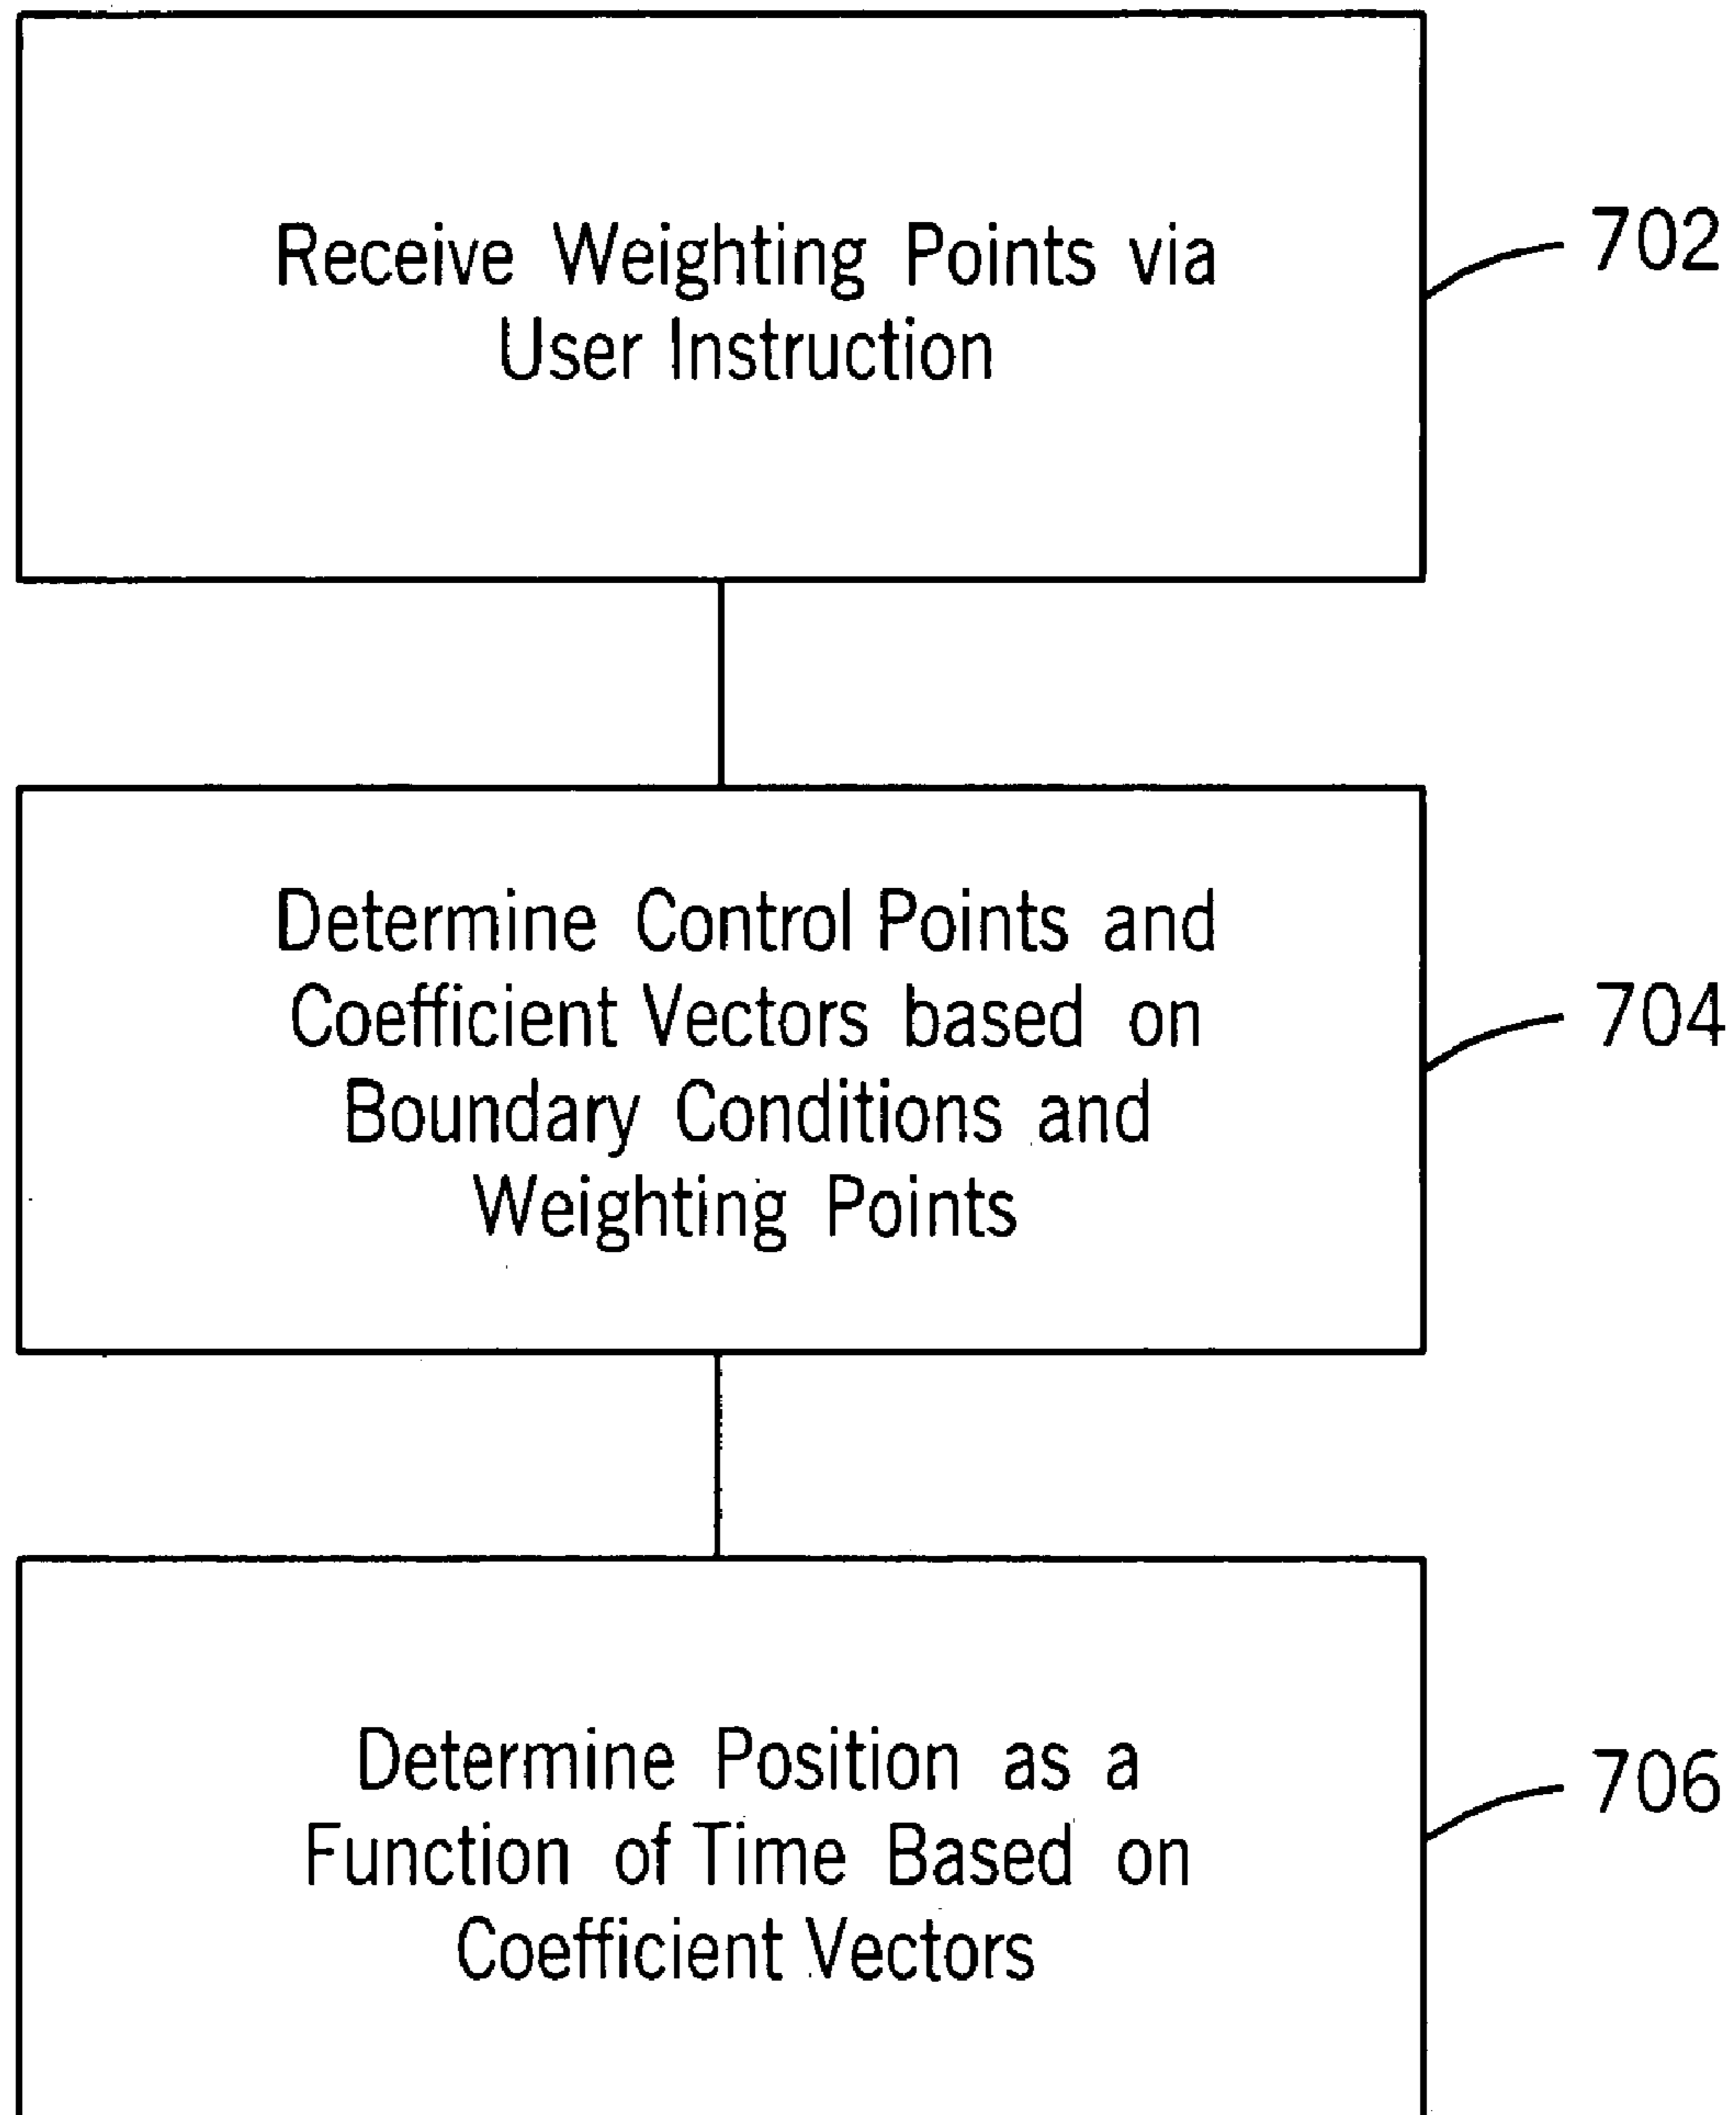 Receive Weighting Points via
User Instruction
702
Determine Control Points and
Coefficient Vectors based on
Boundary Conditions and
Weighting Points
704
Determine Position as a
Function of Time Based on
Coefficient Vectors
706